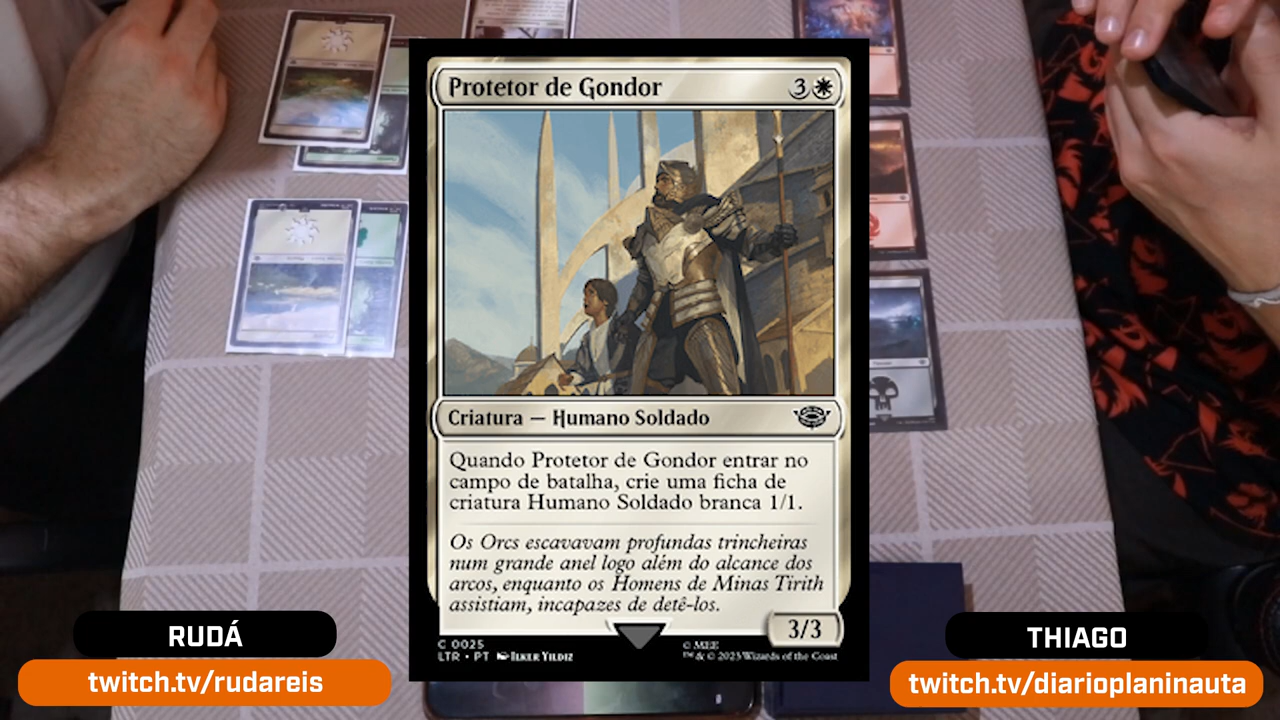 Protetor de Gondor
3
Criatura — Humano Soldado
Quando Protetor de Gondor entrar no
campo de batalha, crie uma ficha de
criatura Humano Soldado branca 1/1.
Os Orcs escavavam profundas trincheiras
num grande anel logo além do alcance dos
arcos, enquanto os Homens de Minas Tirith
assistiam, incapazes de detê-los.
3/3
C 0025
LTR • PT ILKER YILDIZ
© MEE
™ & © 2023 Wizards of the Coast
RUDÁ
twitch.tv/rudareis
THIAGO
twitch.tv/diarioplaninauta